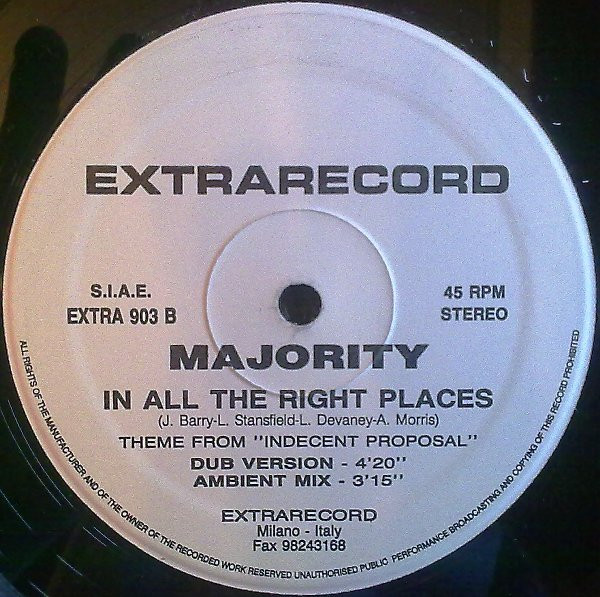 EXTRARECORD
S.I.A.E.
EXTRA 903 B
45 RPM
STEREO
MAJORITY
IN ALL THE RIGHT PLACES
(J. Barry-L. Stansfield-L. Devaney-A. Morris)
THEME FROM "INDECENT PROPOSAL"
DUB VERSION - 4'20"
AMBIENT MIX - 3'15"
EXTRARECORD
Milano - Italy
Fax 98243168
ALL RIGHTS OF THE MANUFACTURER AND OF THE OWNER OF THE RECORDED WORK RESERVED UNAUTHORISED PUBLIC PERFORMANCE BROADCASTING AND COPYING OF THIS RECORD PROHIBITED